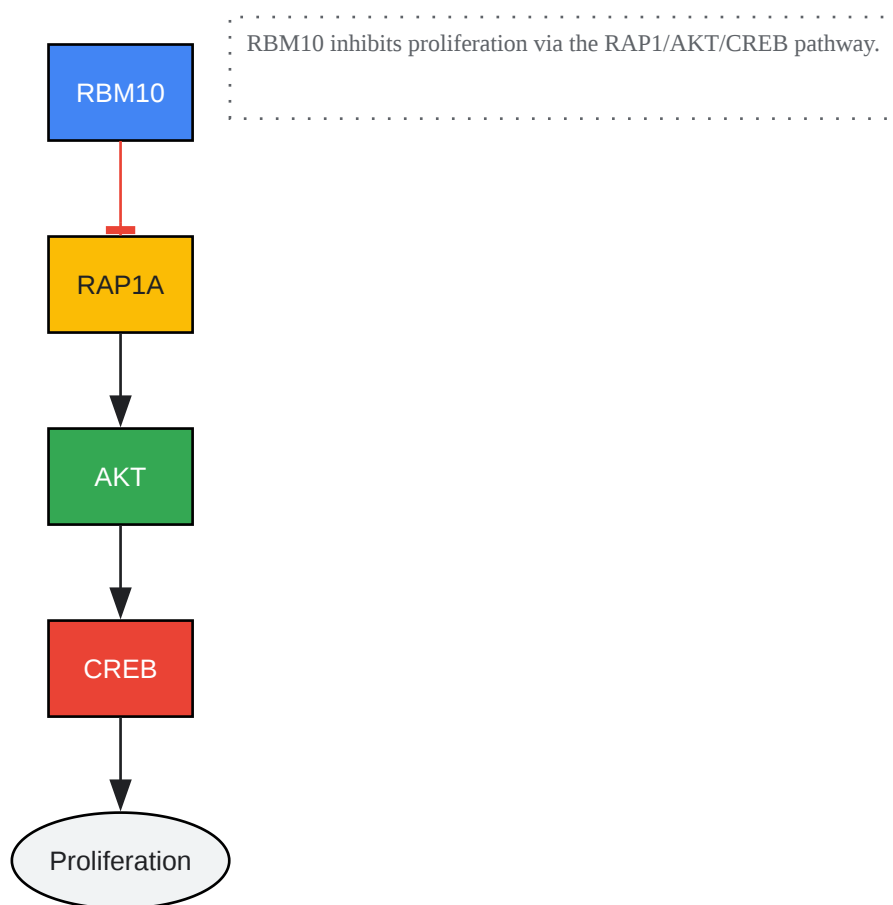 RBM10 inhibits proliferation via the RAP1/AKT/CREB pathway.
RBM10
RAP1A
AKT
CREB
Proliferation